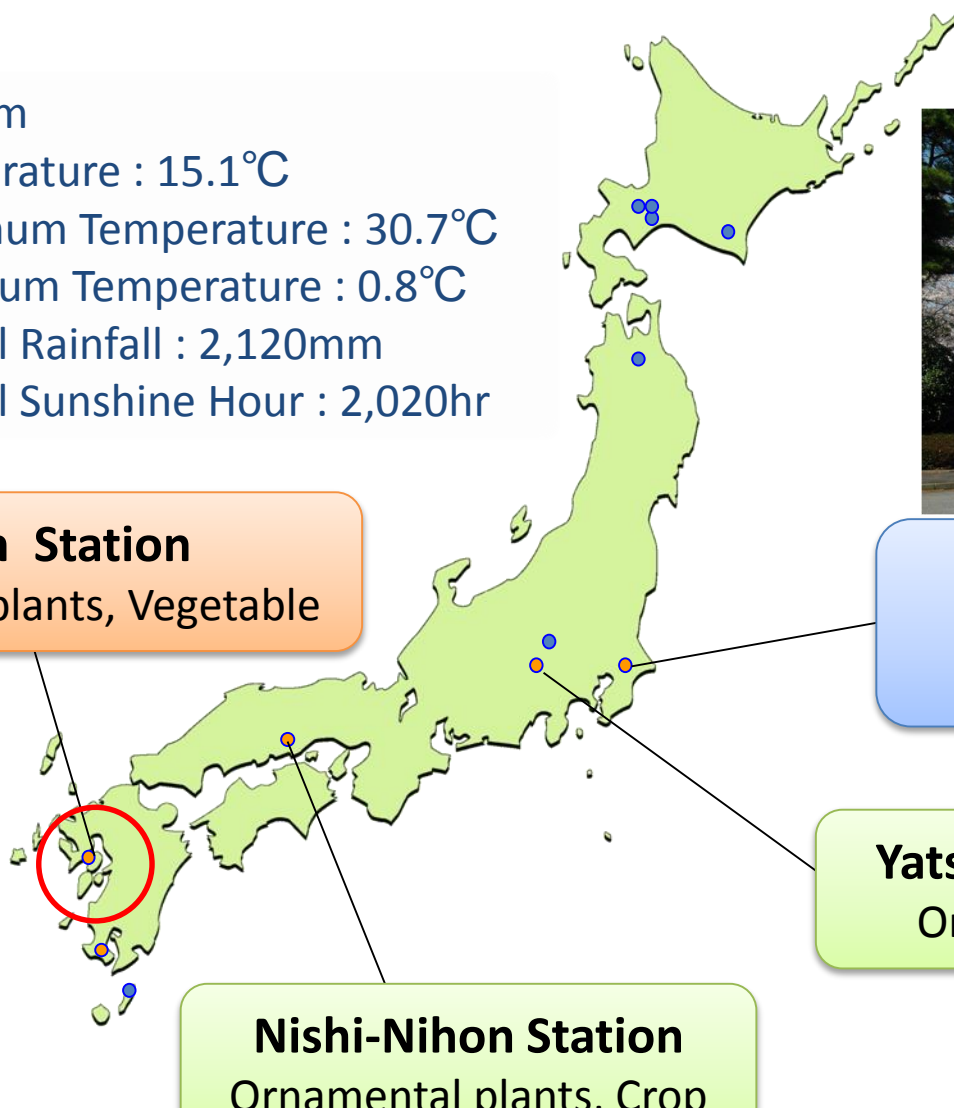 m
rature : 15.1℃
um Temperature : 30.7℃
um Temperature : 0.8℃
l Rainfall : 2,120mm
l Sunshine Hour : 2,020hr
Station
plants, Vegetable
Yats
Or
Nishi-Nihon Station
Ornamental plants, Crop